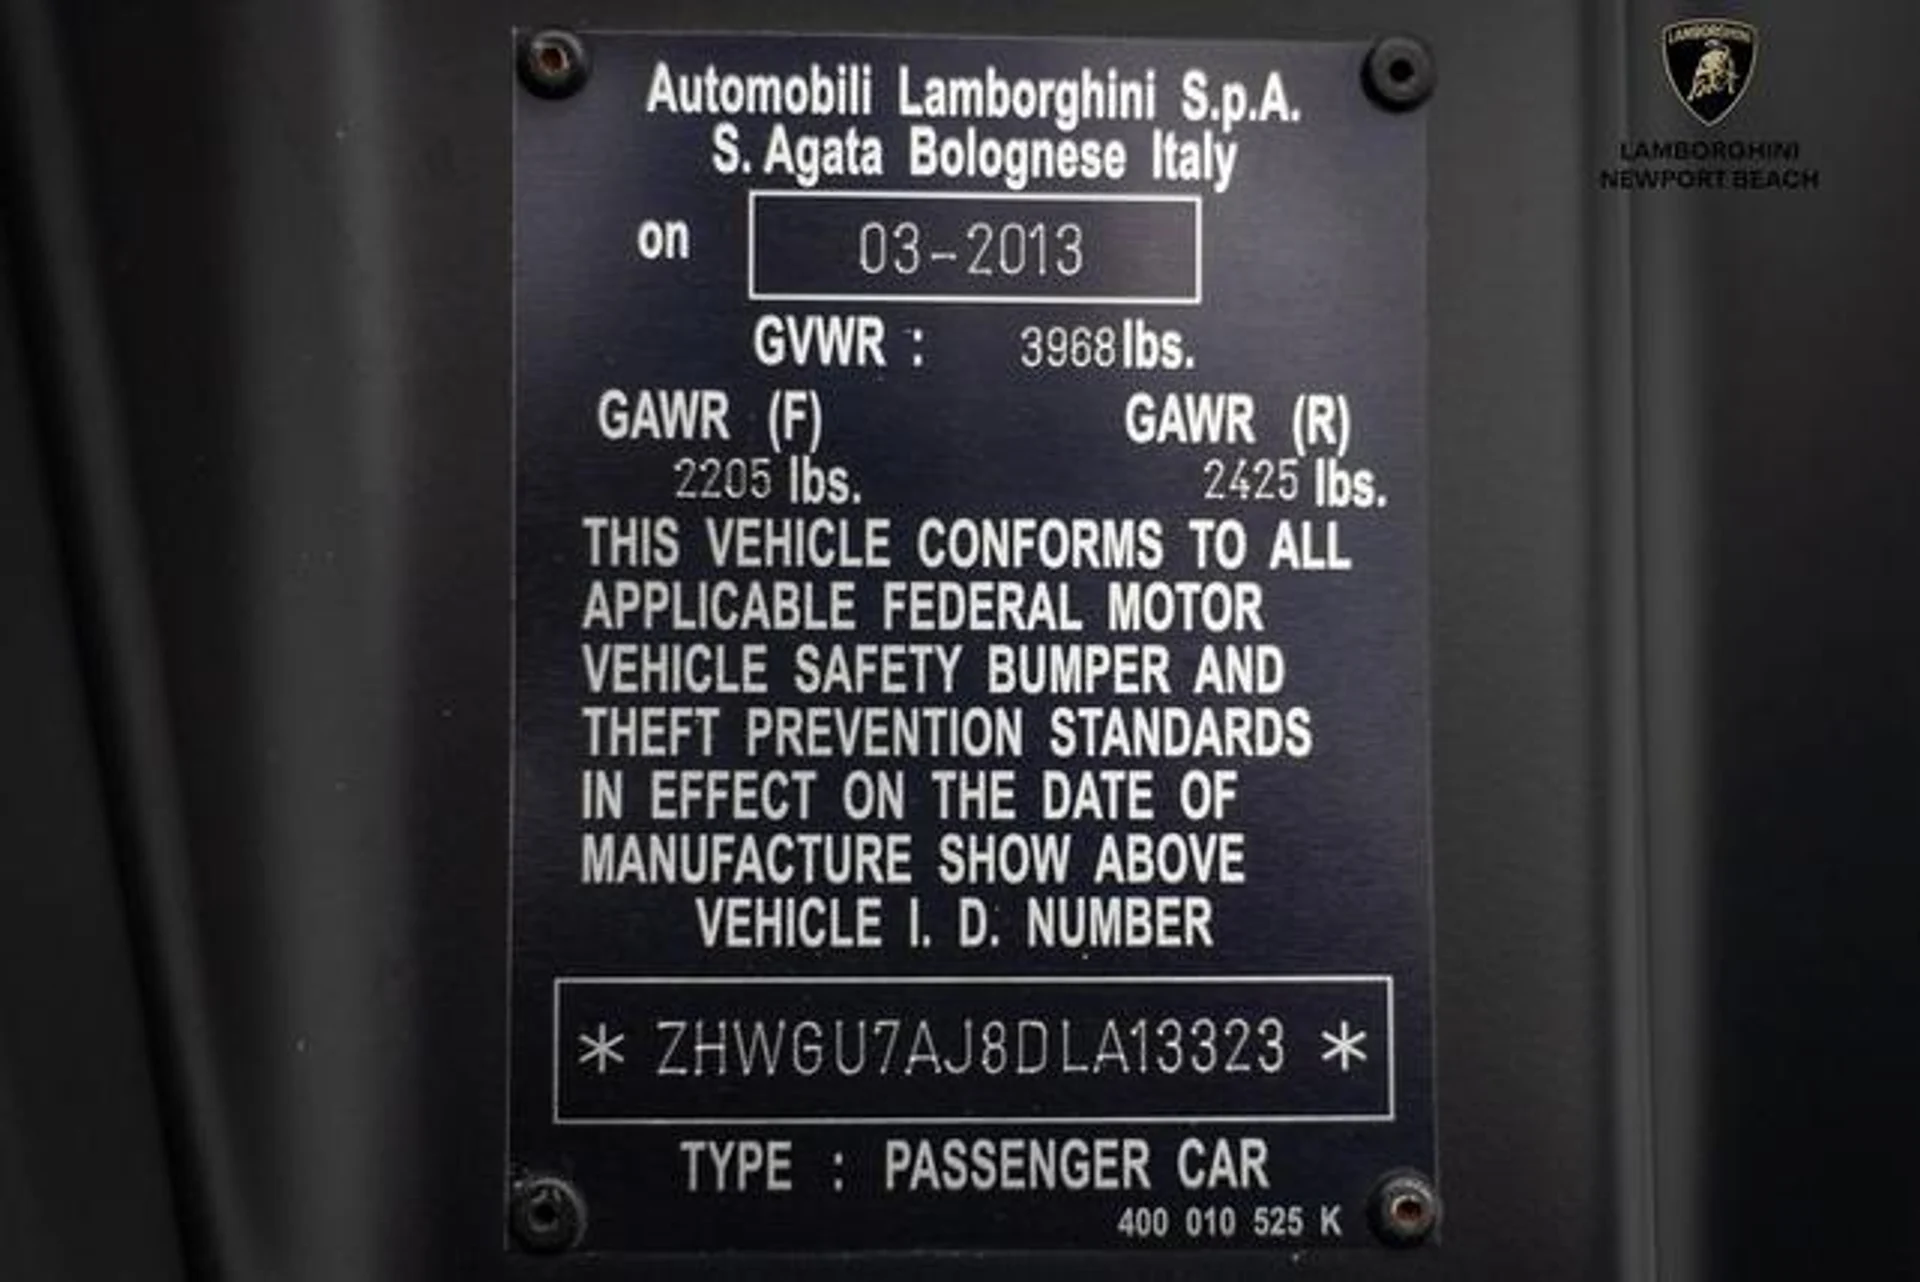 Automobili Lamborghini S.p.A.
S. Agata Bolognese Italy
on 03-2013
GVWR : 3968 lbs.
GAWR (F) GAWR (R)
2205 lbs. 2425 lbs.
THIS VEHICLE CONFORMS TO ALL
APPLICABLE FEDERAL MOTOR
VEHICLE SAFETY BUMPER AND
THEFT PREVENTION STANDARDS
IN EFFECT ON THE DATE OF
MANUFACTURE SHOW ABOVE
VEHICLE I. D. NUMBER
* ZHWGU7AJ8DLA13323 *
TYPE : PASSENGER CAR
400 010 525 K
LAMBORGHINI
LAMBORGHINI
NEWPORT BEACH